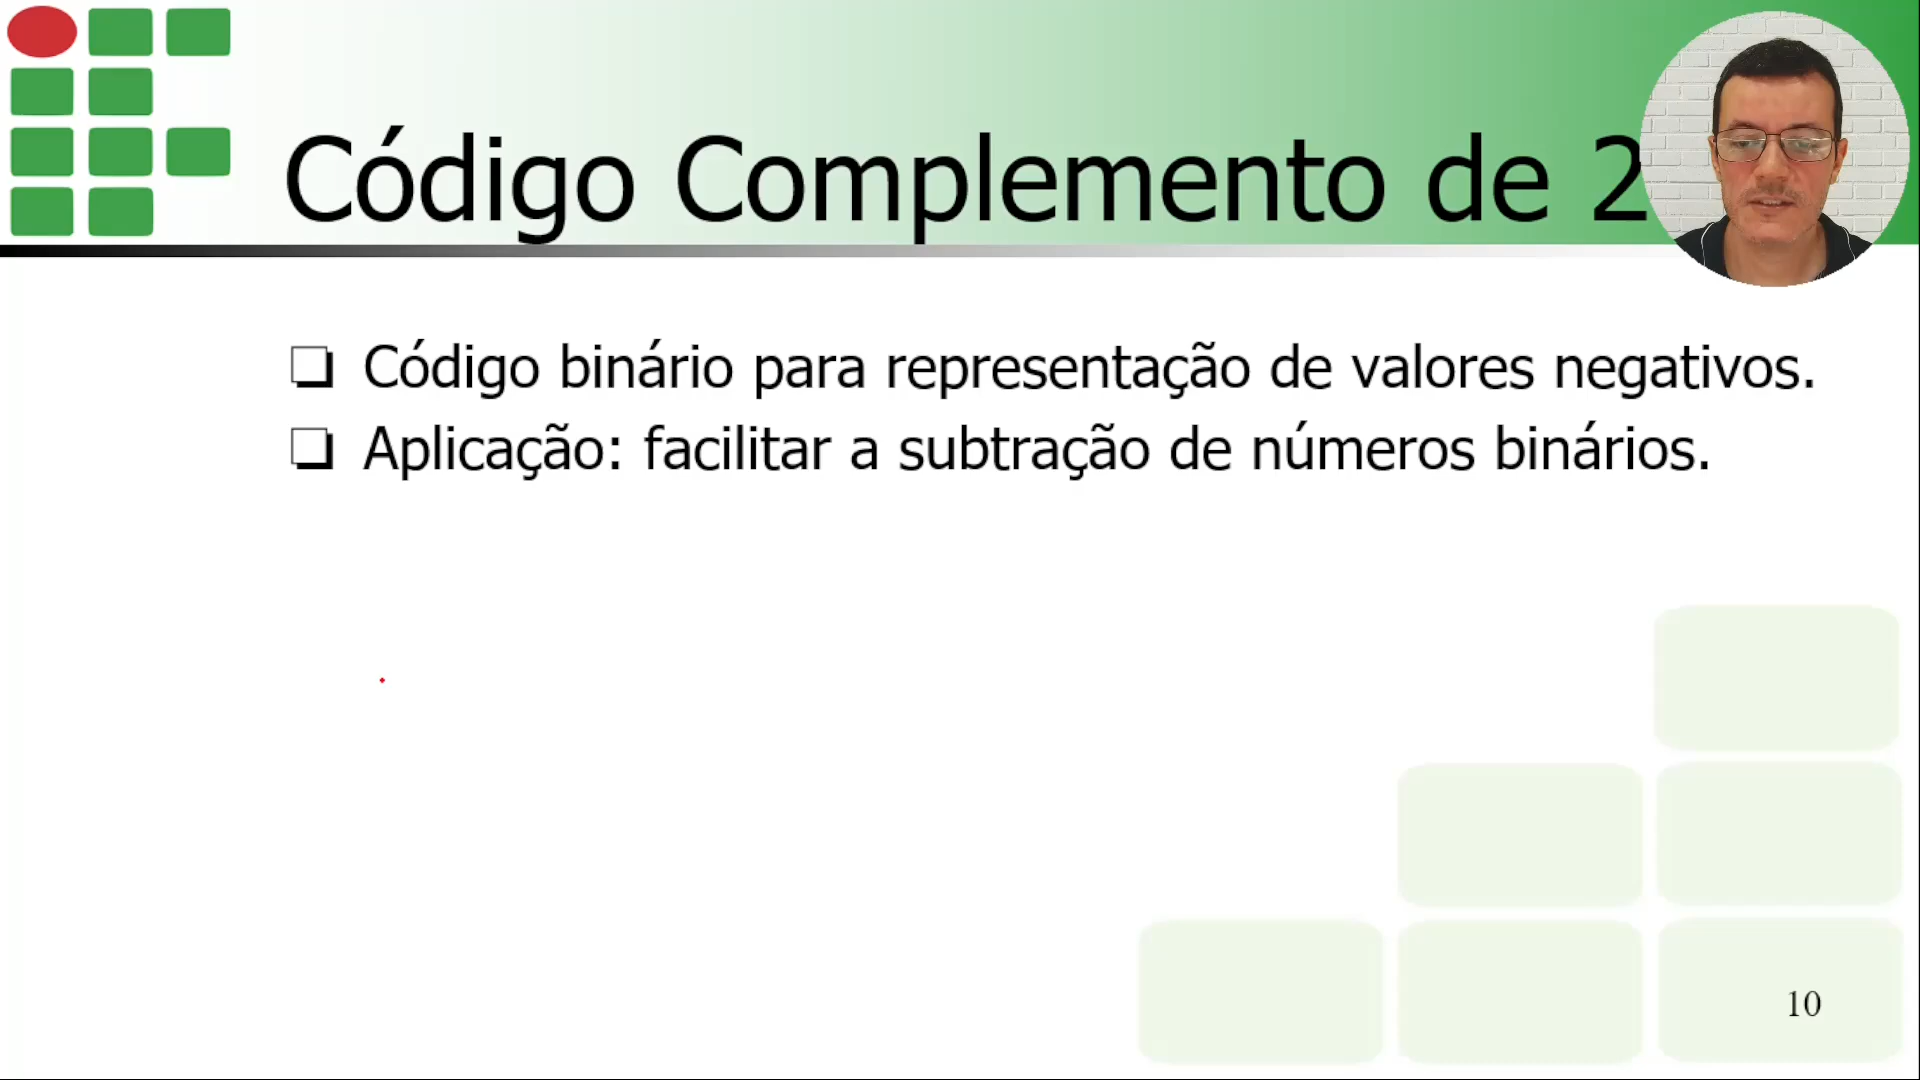 Código Complemento de 2
Código binário para representação de valores negativos.
Aplicação: facilitar a subtração de números binários.
10